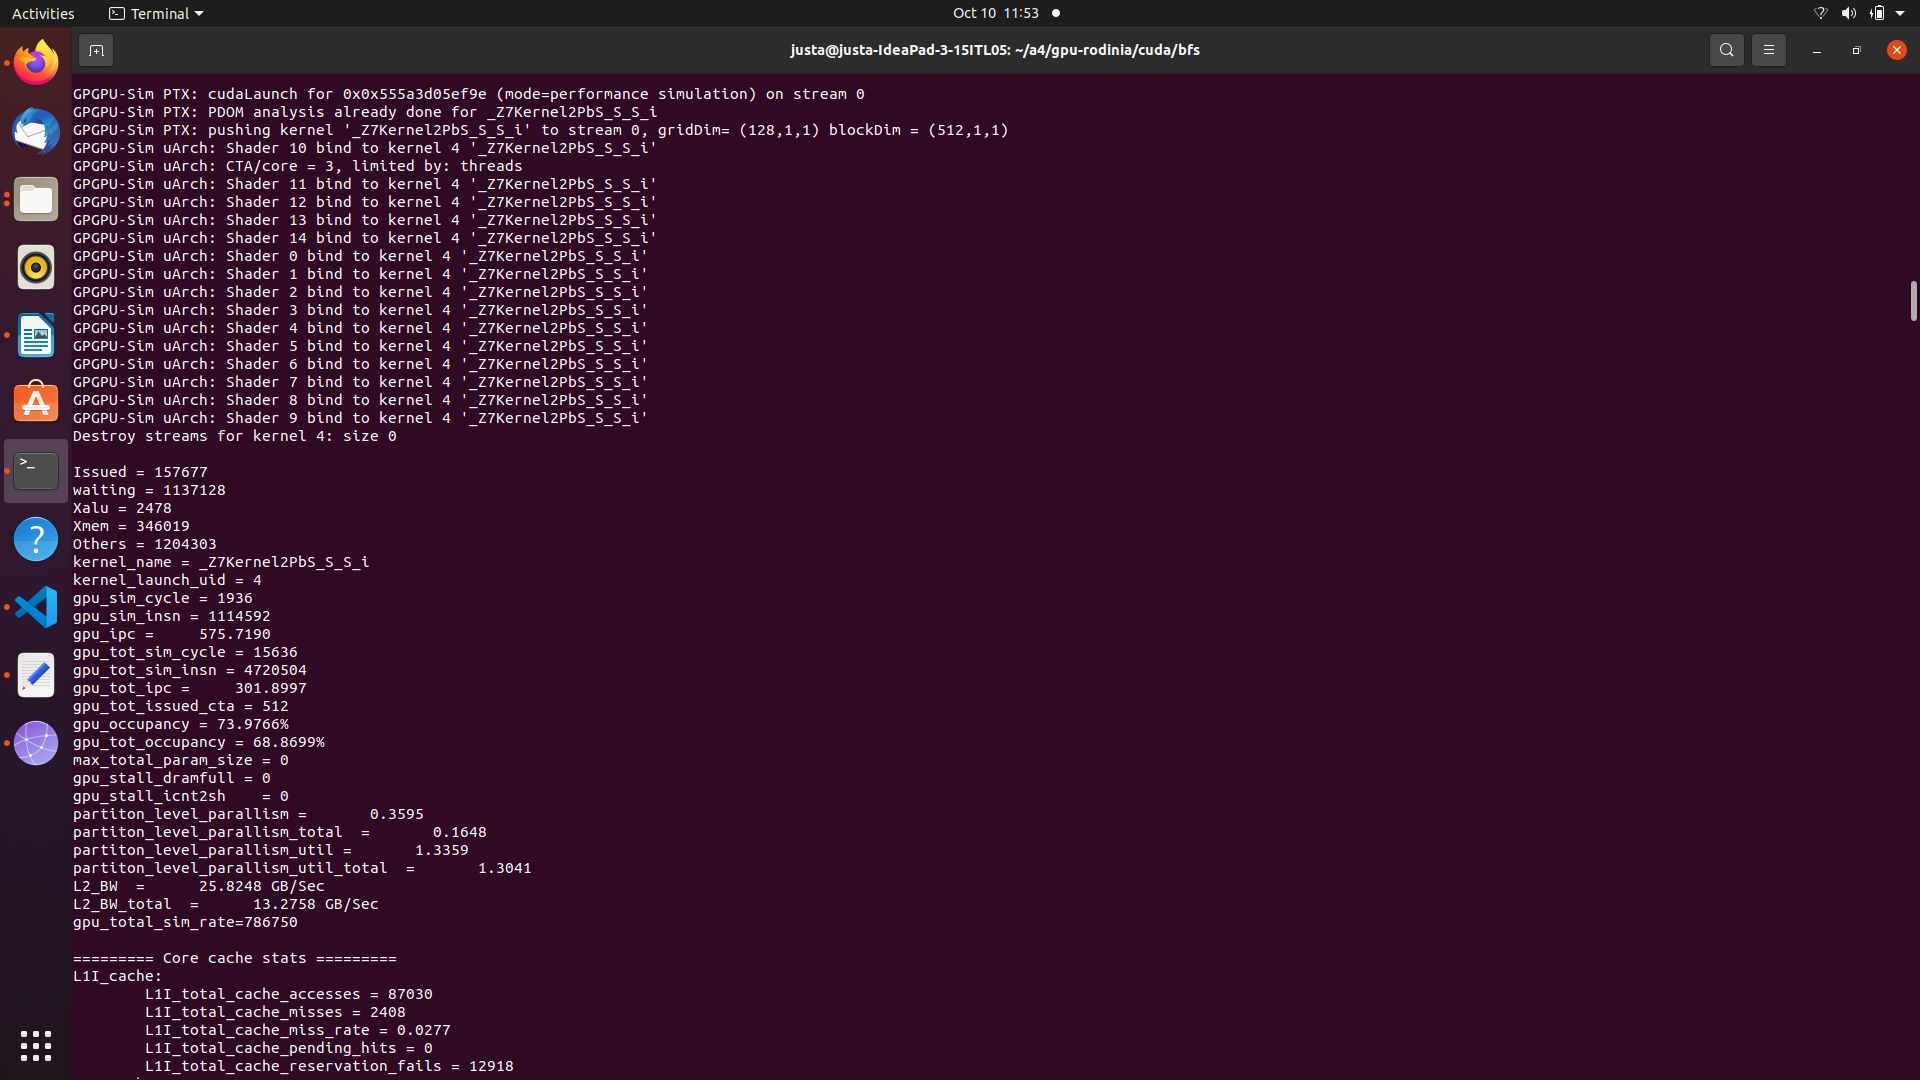 Activities
Terminal
Oct 10 11:53
justa@justa-IdeaPad-3-15ITL05: ~/a4/gpu-rodinia/cuda/bfs
GPGPU-Sim PTX: cudaLaunch for 0x0x555a3d05ef9e (mode=performance simulation) on stream 0
GPGPU-Sim PTX: PDOM analysis already done for _Z7Kernel2PbS_S_S_i
GPGPU-Sim PTX: pushing kernel '_Z7Kernel2PbS_S_S_i' to stream 0, gridDim= (128,1,1) blockDim = (512,1,1)
GPGPU-Sim uArch: Shader 10 bind to kernel 4 '_Z7Kernel2PbS_S_S_i'
GPGPU-Sim uArch: CTA/core = 3, limited by: threads
GPGPU-Sim uArch: Shader 11 bind to kernel 4 '_Z7Kernel2PbS_S_S_i'
GPGPU-Sim uArch: Shader 12 bind to kernel 4 '_Z7Kernel2PbS_S_S_i'
GPGPU-Sim uArch: Shader 13 bind to kernel 4 '_Z7Kernel2PbS_S_S_i'
GPGPU-Sim uArch: Shader 14 bind to kernel 4 '_Z7Kernel2PbS_S_S_i'
GPGPU-Sim uArch: Shader 0 bind to kernel 4 '_Z7Kernel2PbS_S_S_i'
GPGPU-Sim uArch: Shader 1 bind to kernel 4 '_Z7Kernel2PbS_S_S_i'
GPGPU-Sim uArch: Shader 2 bind to kernel 4 '_Z7Kernel2PbS_S_S_i'
GPGPU-Sim uArch: Shader 3 bind to kernel 4 '_Z7Kernel2PbS_S_S_i'
GPGPU-Sim uArch: Shader 4 bind to kernel 4 '_Z7Kernel2PbS_S_S_i'
GPGPU-Sim uArch: Shader 5 bind to kernel 4 '_Z7Kernel2PbS_S_S_i'
GPGPU-Sim uArch: Shader 6 bind to kernel 4 '_Z7Kernel2PbS_S_S_i'
GPGPU-Sim uArch: Shader 7 bind to kernel 4 '_Z7Kernel2PbS_S_S_i'
GPGPU-Sim uArch: Shader 8 bind to kernel 4 '_Z7Kernel2PbS_S_S_i'
GPGPU-Sim uArch: Shader 9 bind to kernel 4 '_Z7Kernel2PbS_S_S_i'
Destroy streams for kernel 4: size 0
Issued = 157677
waiting = 1137128
Xalu = 2478
Xmem = 346019
Others = 1204303
kernel_name = _Z7Kernel2PbS_S_S_i
kernel_launch_uid = 4
gpu_sim_cycle = 1936
gpu_sim_insn = 1114592
gpu_ipc =     575.7190
gpu_tot_sim_cycle = 15636
gpu_tot_sim_insn = 4720504
gpu_tot_ipc =     301.8997
gpu_tot_issued_cta = 512
gpu_occupancy = 73.9766%
gpu_tot_occupancy = 68.8699%
max_total_param_size = 0
gpu_stall_dramfull = 0
gpu_stall_icnt2sh    = 0
partiton_level_parallism =       0.3595
partiton_level_parallism_total  =       0.1648
partiton_level_parallism_util =       1.3359
partiton_level_parallism_util_total  =       1.3041
L2_BW  =      25.8248 GB/Sec
L2_BW_total  =      13.2758 GB/Sec
gpu_total_sim_rate=786750
========= Core cache stats =========
L1I_cache:
L1I_total_cache_accesses = 87030
L1I_total_cache_misses = 2408
L1I_total_cache_miss_rate = 0.0277
L1I_total_cache_pending_hits = 0
L1I_total_cache_reservation_fails = 12918